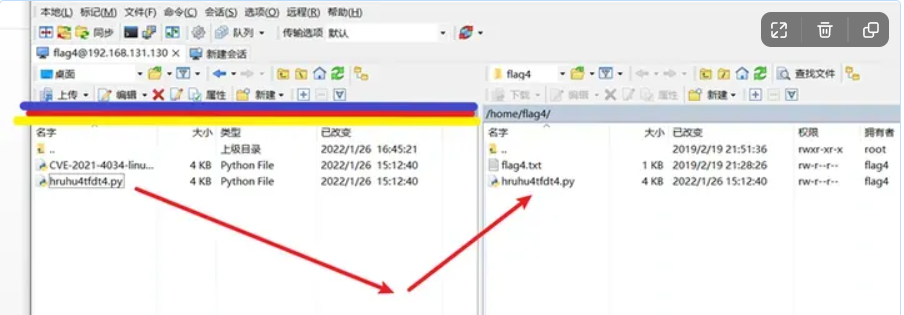 本地(L) 标记(M) 文件(F) 命令(C) 会话(S) 选项(O) 远程(R) 帮助(H)
同步 队列 传输选项 默认
flag4@192.168.131.130 × 新建会话
桌面 flag4 查找文件
上传 编辑 属性 新建 下载 编辑 属性 新建
/home/flag4/
名字 大小 类型 已改变 名字 大小 已改变 权限 拥有者
.. 上级目录 2022/1/26 16:45:21 .. 2019/2/19 21:51:36 rwxr-xr-x root
CVE-2021-4034-linu... 4 KB Python File 2022/1/26 15:12:40 flag4.txt 1 KB 2019/2/19 21:28:26 rw-r--r-- flag4
hruhu4tfdt4.py 4 KB Python File 2022/1/26 15:12:40 hruhu4tfdt4.py 4 KB 2022/1/26 15:12:40 rw-r--r-- flag4